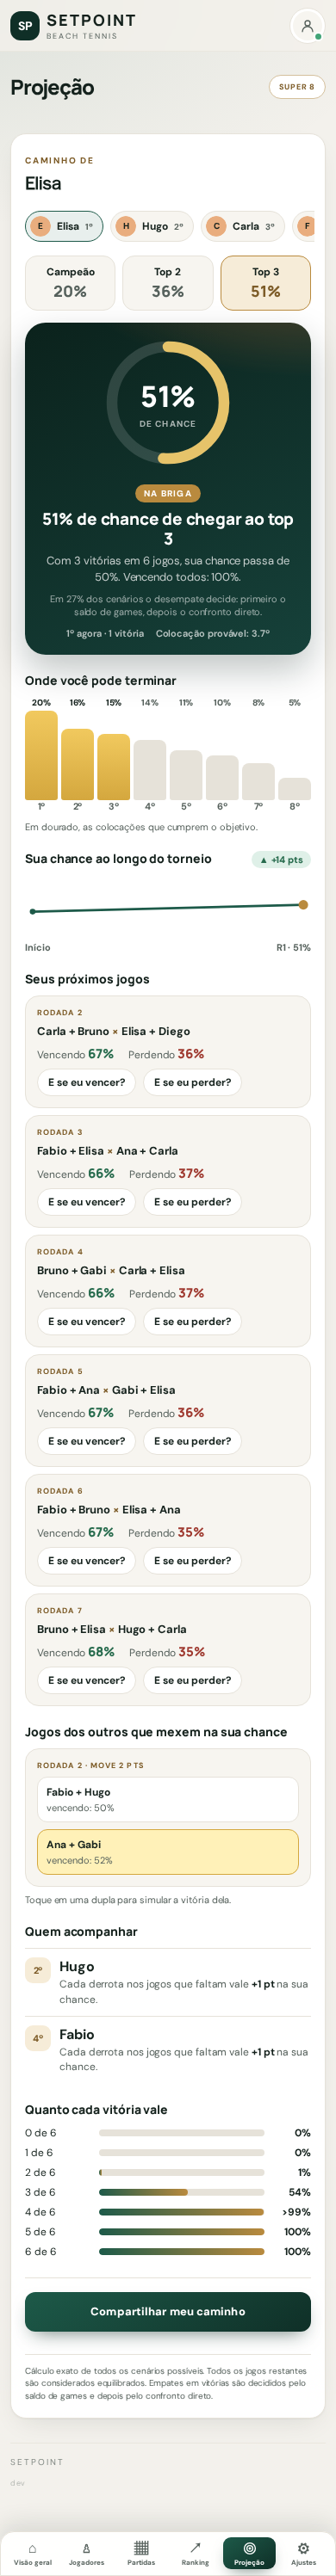 SP
SETPOINT
BEACH TENNIS
Projeção
SUPER 8
CAMINHO DE
Elisa
E Elisa 1º
H Hugo 2º
C Carla 3º
F
Campeão
20%
Top 2
36%
Top 3
51%
51%
DE CHANCE
NA BRIGA
51% de chance de chegar ao top
3
Com 3 vitórias em 6 jogos, sua chance passa de
50%. Vencendo todos: 100%.
Em 27% dos cenários o desempate decide: primeiro o
saldo de games, depois o confronto direto.
1º agora · 1 vitória Colocação provável: 3.7º
Onde você pode terminar
20% 16% 15% 14% 11% 10% 8% 5%
1º 2º 3º 4º 5º 6º 7º 8º
Em dourado, as colocações que cumprem o objetivo.
Sua chance ao longo do torneio
▲ +14 pts
Início
R1 · 51%
Seus próximos jogos
RODADA 2
Carla + Bruno × Elisa + Diego
Vencendo 67% Perdendo 36%
E se eu vencer? E se eu perder?
RODADA 3
Fabio + Elisa × Ana + Carla
Vencendo 66% Perdendo 37%
E se eu vencer? E se eu perder?
RODADA 4
Bruno + Gabi × Carla + Elisa
Vencendo 66% Perdendo 37%
E se eu vencer? E se eu perder?
RODADA 5
Fabio + Ana × Gabi + Elisa
Vencendo 67% Perdendo 36%
E se eu vencer? E se eu perder?
RODADA 6
Fabio + Bruno × Elisa + Ana
Vencendo 67% Perdendo 35%
E se eu vencer? E se eu perder?
RODADA 7
Bruno + Elisa × Hugo + Carla
Vencendo 68% Perdendo 35%
E se eu vencer? E se eu perder?
Jogos dos outros que mexem na sua chance
RODADA 2 · MOVE 2 PTS
Fabio + Hugo
vencendo: 50%
Ana + Gabi
vencendo: 52%
Toque em uma dupla para simular a vitória dela.
Quem acompanhar
2º
Hugo
Cada derrota nos jogos que faltam vale +1 pt na sua
chance.
4º
Fabio
Cada derrota nos jogos que faltam vale +1 pt na sua
chance.
Quanto cada vitória vale
0 de 6 0%
1 de 6 0%
2 de 6 1%
3 de 6 54%
4 de 6 >99%
5 de 6 100%
6 de 6 100%
Compartilhar meu caminho
Cálculo exato de todos os cenários possíveis. Todos os jogos restantes
são considerados equilibrados. Empates em vitórias são decididos pelo
saldo de games e depois pelo confronto direto.
SETPOINT
dev
Visão geral Jogadores Partidas Ranking Projeção Ajustes